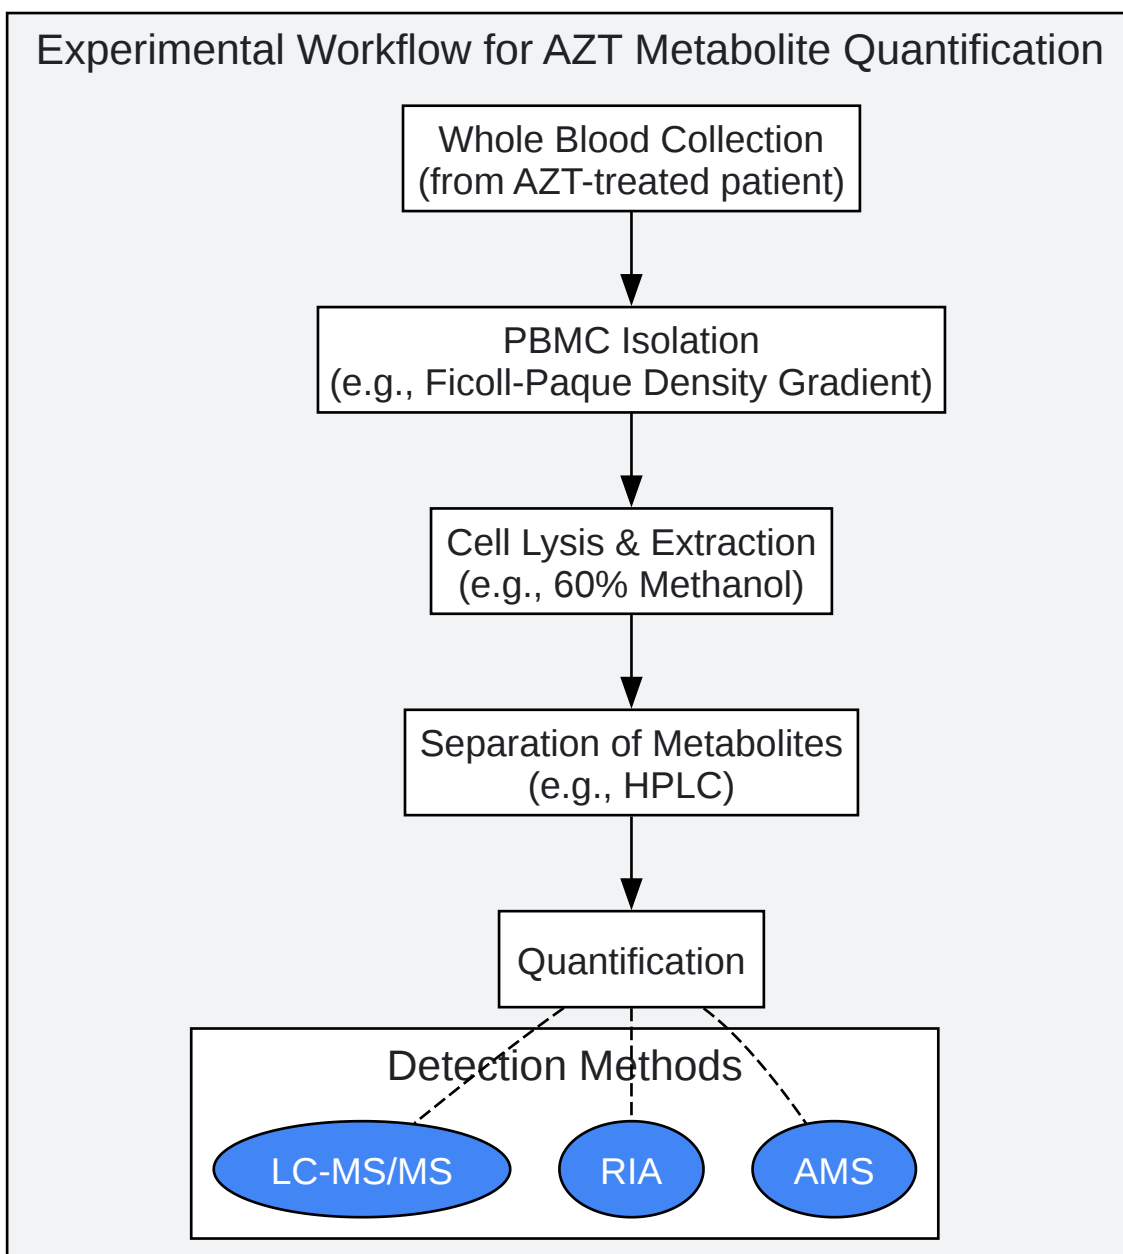 Experimental Workflow for AZT Metabolite Quantification
Whole Blood Collection
(from AZT-treated patient)
PBMC Isolation
(e.g., Ficoll-Paque Density Gradient)
Cell Lysis & Extraction
(e.g., 60% Methanol)
Separation of Metabolites
(e.g., HPLC)
Quantification
Detection Methods
LC-MS/MS
RIA
AMS